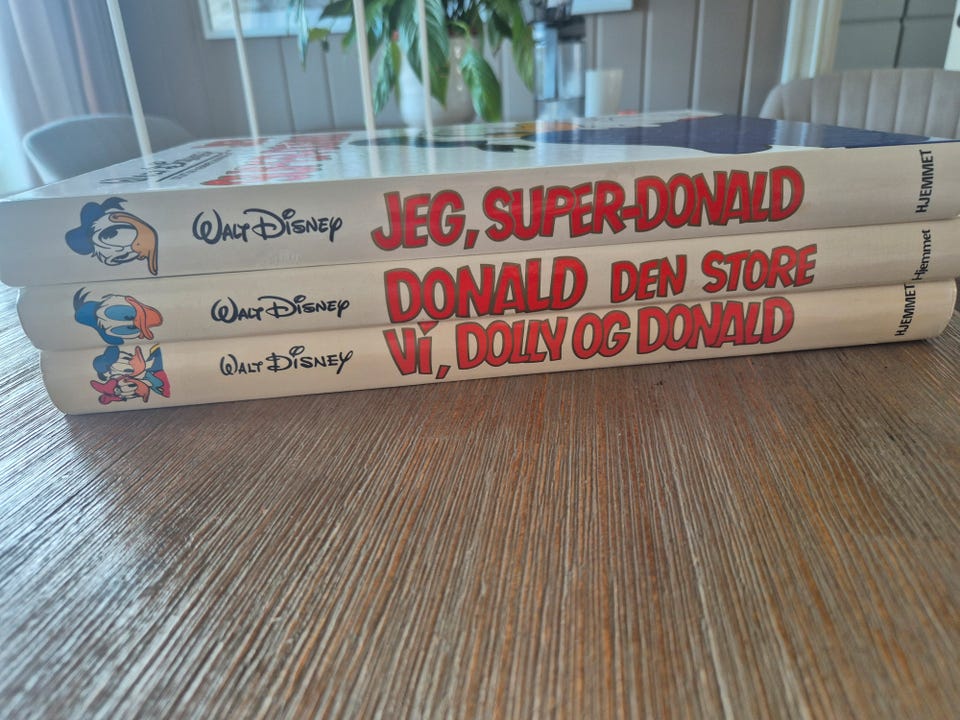 WALT DISNEY JEG, SUPER-DONALD HJEMMET
WALT DISNEY DONALD DEN STORE Hjemmet
WALT DISNEY Vi, DOLLY OG DONALD HJEMMET